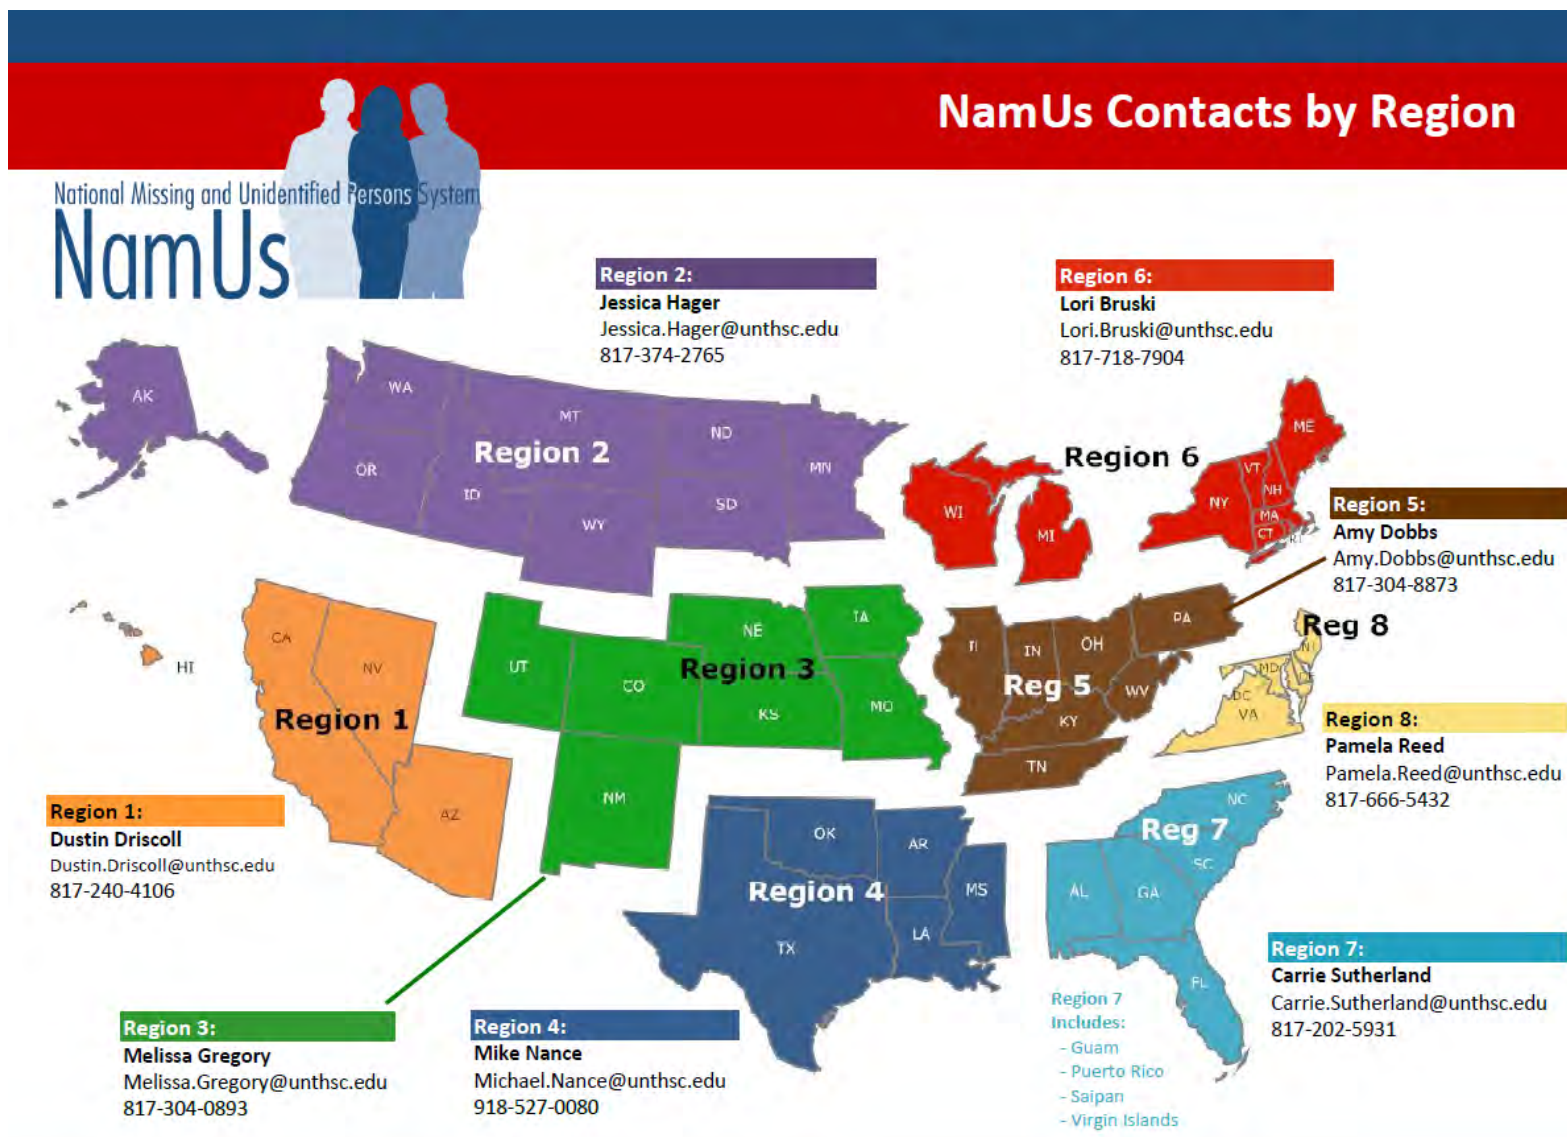 NamUs Contacts by Region
National Missing and Unidentified Persons System
NamUs
Region 2:
Jessica Hager
Jessica.Hager@unthsc.edu
817-374-2765
Region 6:
Lori Bruski
Lori.Bruski@unthsc.edu
817-718-7904
AK
WA
MT
ND
MN
OR
ID
WY
SD
Region 2
Region 6
WI
MI
ME
VT
NH
NY
MA
CT
RI
Region 5:
Amy Dobbs
Amy.Dobbs@unthsc.edu
817-304-8873
HI
CA
NV
AZ
Region 1
UT
CO
NE
IA
KS
MO
NM
Region 3
IL
IN
OH
PA
WV
KY
TN
Reg 5
Reg 8
NJ
MD
DE
DC
VA
Region 8:
Pamela Reed
Pamela.Reed@unthsc.edu
817-666-5432
Region 1:
Dustin Driscoll
Dustin.Driscoll@unthsc.edu
817-240-4106
OK
AR
MS
LA
TX
Region 4
NC
Reg 7
SC
AL
GA
FL
Region 7:
Carrie Sutherland
Carrie.Sutherland@unthsc.edu
817-202-5931
Region 7
Includes:
- Guam
- Puerto Rico
- Saipan
- Virgin Islands
Region 3:
Melissa Gregory
Melissa.Gregory@unthsc.edu
817-304-0893
Region 4:
Mike Nance
Michael.Nance@unthsc.edu
918-527-0080